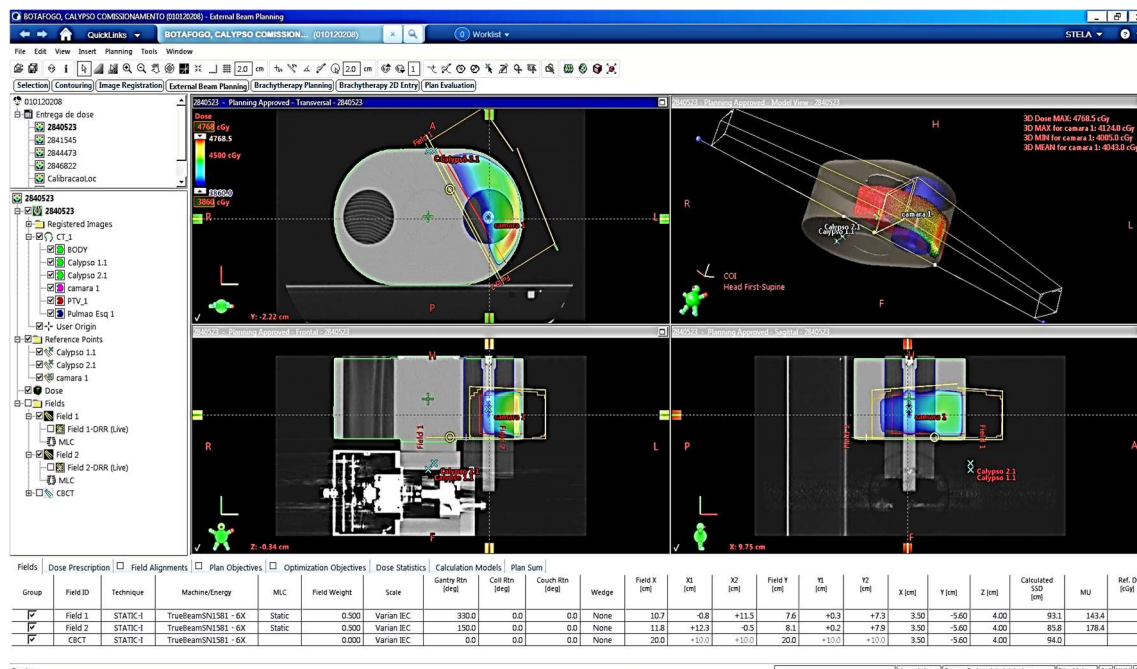 BOTAFOGO, CALYPSO COMISSIONAMENTO (010120208) - External Beam Planning
QuickLinks BOTAFOGO, CALYPSO COMISSION... (010120208) 0 Worklist STELA
File Edit View Insert Planning Tools Window
2.0 cm 2.0 cm 1
Selection Contouring Image Registration External Beam Planning Brachytherapy Planning Brachytherapy 2D Entry Plan Evaluation
010120208
Entrega de dose
2840523
2841545
2844473
2846822
CalibracaoLoc
2840523
2840523
Registered Images
CT_1
BODY
Calypso 1.1
Calypso 2.1
camara 1
PTV_1
Pulmao Esq 1
User Origin
Reference Points
Calypso 1.1
Calypso 2.1
camara 1
Dose
Fields
Field 1
Field 1-DRR (Live)
MLC
Field 2
Field 2-DRR (Live)
MLC
CBCT
2840523 - Planning Approved - Transversal - 2840523
Dose
4768 cGy
4768.5
4500 cGy
3860.0
3860 cGy
A
R
L
P
camara 1
Y: -2.22 cm
2840523 - Planning Approved - Model View - 2840523
3D Dose MAX: 4768.5 cGy
3D MAX for camara 1: 4124.0 cGy
3D MIN for camara 1: 4005.0 cGy
3D MEAN for camara 1: 4043.0 cGy
H
R
L
F
camara 1
Calypso 2.1
Calypso 1.1
COI
Head First-Supine
2840523 - Planning Approved - Frontal - 2840523
H
R
L
F
camara 1
Field 1
Calypso 2.1
Calypso 1.1
Z: -0.34 cm
2840523 - Planning Approved - Sagittal - 2840523
H
P
A
F
camara 1
Field 1
Calypso 2.1
Calypso 1.1
X: 9.75 cm
Fields Dose Prescription Field Alignments Plan Objectives Optimization Objectives Dose Statistics Calculation Models Plan Sum
Group Field ID Technique Machine/Energy MLC Field Weight Scale Gantry Rtn [deg] Coll Rtn [deg] Couch Rtn [deg] Wedge Field X [cm] X1 [cm] X2 [cm] Field Y [cm] Y1 [cm] Y2 [cm] X [cm] Y [cm] Z [cm] Calculated SSD [cm] MU Ref. D [cGy]
Field 1 STATIC-I TrueBeamSN1581 - 6X Static 0.500 Varian IEC 330.0 0.0 0.0 None 10.7 -0.8 +11.5 7.6 +0.3 +7.3 3.50 -5.60 4.00 93.1 143.4
Field 2 STATIC-I TrueBeamSN1581 - 6X Static 0.500 Varian IEC 150.0 0.0 0.0 None 11.8 +12.3 -0.5 8.1 +0.2 +7.9 3.50 -5.60 4.00 85.8 178.4
CBCT STATIC-I TrueBeamSN1581 - 6X 0.000 Varian IEC 0.0 0.0 0.0 None 20.0 +10.0 +10.0 20.0 +10.0 +10.0 3.50 -5.60 4.00 94.0